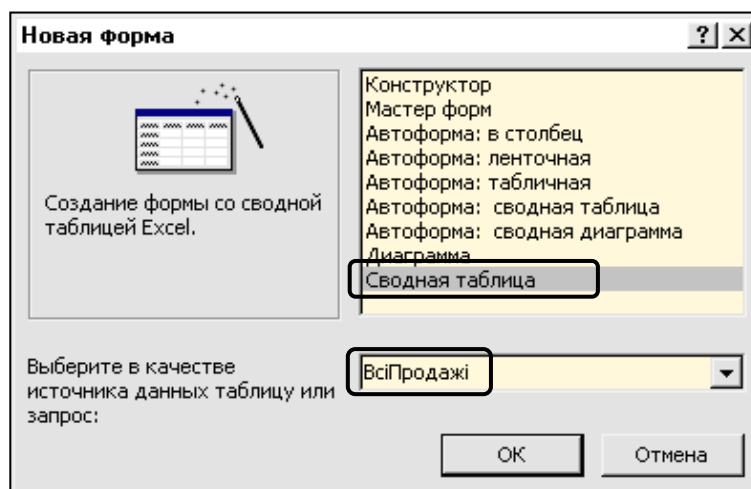 Новая форма
Конструктор
Мастер форм
Автоформа: в столбец
Автоформа: ленточная
Автоформа: табличная
Автоформа: сводная таблица
Автоформа: сводная диаграмма
Диаграмма
Сводная таблица
Создание формы со сводной
таблицей Excel.
Выберите в качестве
источника данных таблицу или
запрос:
ВсіПродажі
ОК
Отмена